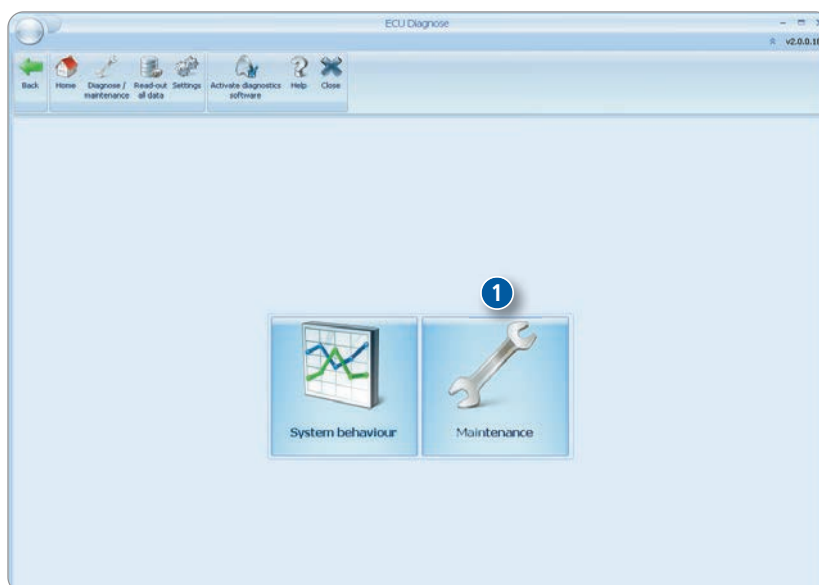 ECU Diagnose
v2.0.0.18
Back
Home
Diagnose /
maintenance
Read-out
all data
Settings
Activate diagnostics
software
Help
Close
1
System behaviour
Maintenance